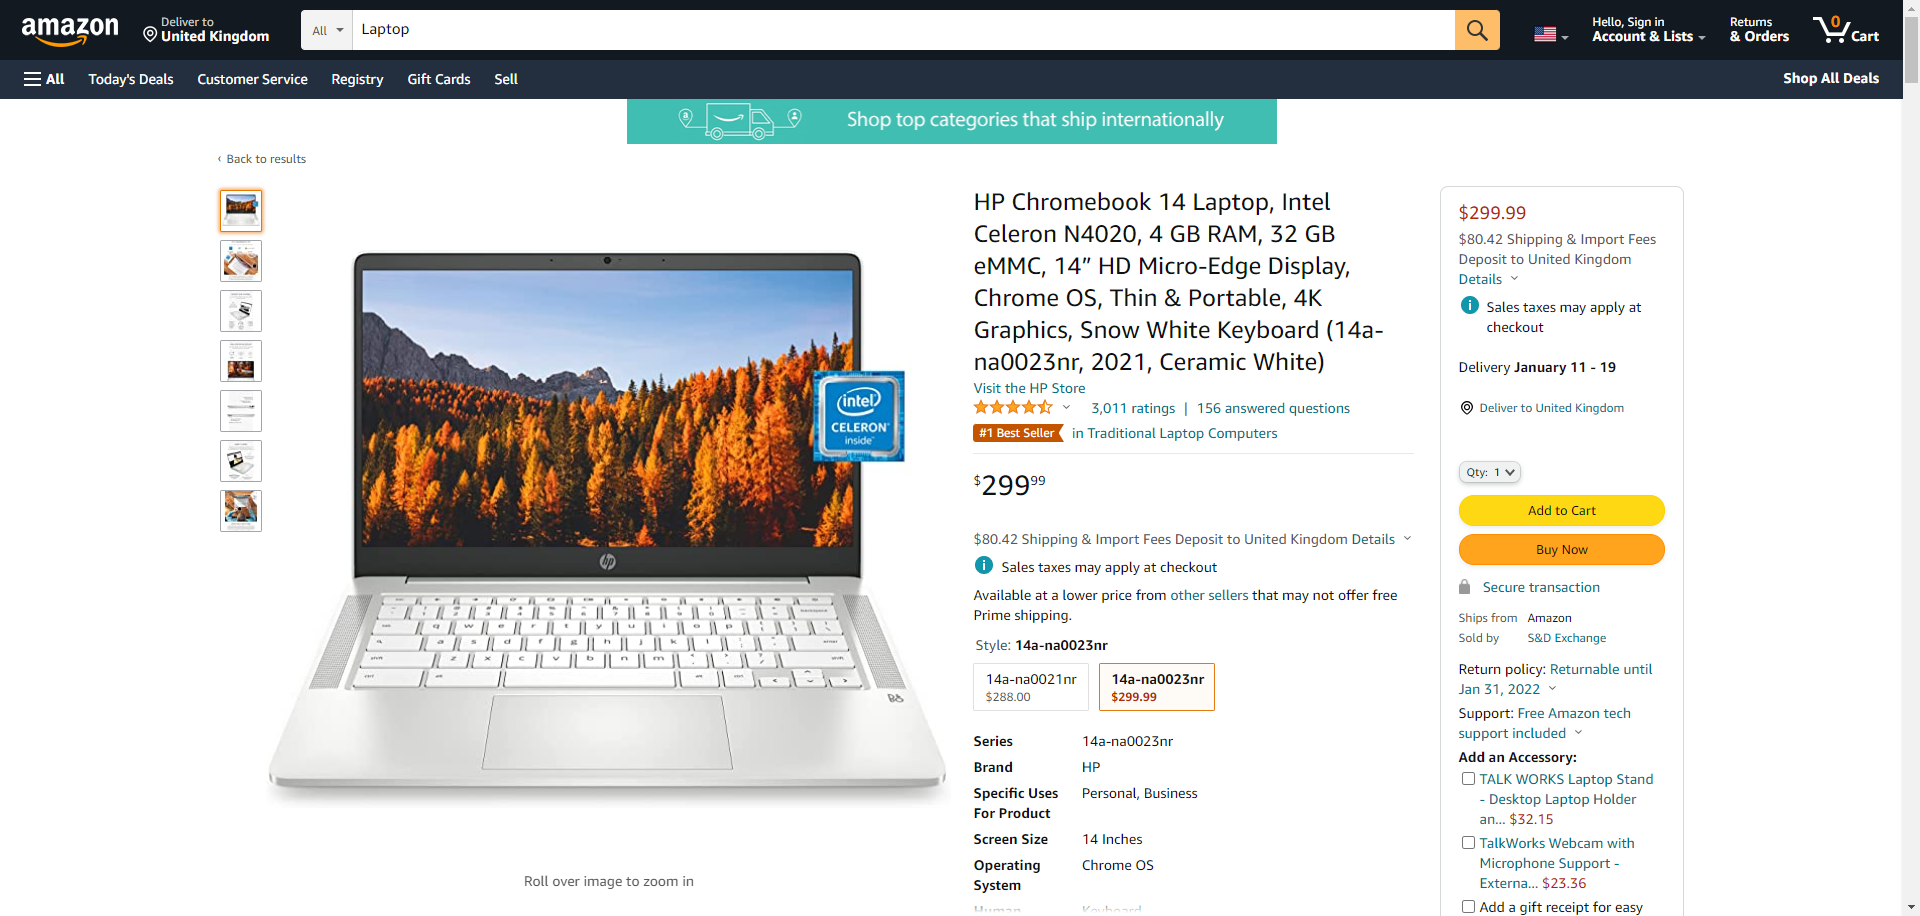 amazon
Deliver to
United Kingdom
All
Laptop
Hello, Sign in
Account & Lists
Returns
& Orders
0
Cart
All
Today's Deals
Customer Service
Registry
Gift Cards
Sell
Shop All Deals
Shop top categories that ship internationally
‹ Back to results
intel
CELERON
inside
hp
Roll over image to zoom in
HP Chromebook 14 Laptop, Intel
Celeron N4020, 4 GB RAM, 32 GB
eMMC, 14” HD Micro-Edge Display,
Chrome OS, Thin & Portable, 4K
Graphics, Snow White Keyboard (14a-
na0023nr, 2021, Ceramic White)
Visit the HP Store
3,011 ratings | 156 answered questions
#1 Best Seller in Traditional Laptop Computers
$299.99
$80.42 Shipping & Import Fees Deposit to United Kingdom Details
Sales taxes may apply at checkout
Available at a lower price from other sellers that may not offer free
Prime shipping.
Style: 14a-na0023nr
14a-na0021nr
$288.00
14a-na0023nr
$299.99
Series 14a-na0023nr
Brand HP
Specific Uses Personal, Business
For Product
Screen Size 14 Inches
Operating Chrome OS
System
Human Keyboard
$299.99
$80.42 Shipping & Import Fees
Deposit to United Kingdom
Details
Sales taxes may apply at
checkout
Delivery January 11 - 19
Deliver to United Kingdom
Qty: 1
Add to Cart
Buy Now
Secure transaction
Ships from Amazon
Sold by S&D Exchange
Return policy: Returnable until
Jan 31, 2022
Support: Free Amazon tech
support included
Add an Accessory:
TALK WORKS Laptop Stand
- Desktop Laptop Holder
an... $32.15
TalkWorks Webcam with
Microphone Support -
Externa... $23.36
Add a gift receipt for easy